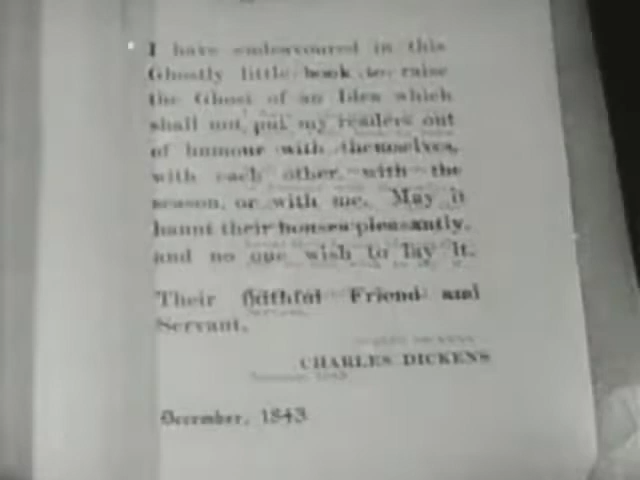 I have endeavoured in this
Ghostly little book to raise
the Ghost of an Idea which
shall not put my readers out
of humour with themselves,
with each other, with the
season, or with me. May it
haunt their houses pleasantly,
and no one wish to lay it.
Their faithful Friend and
Servant,
CHARLES DICKENS
December, 1843